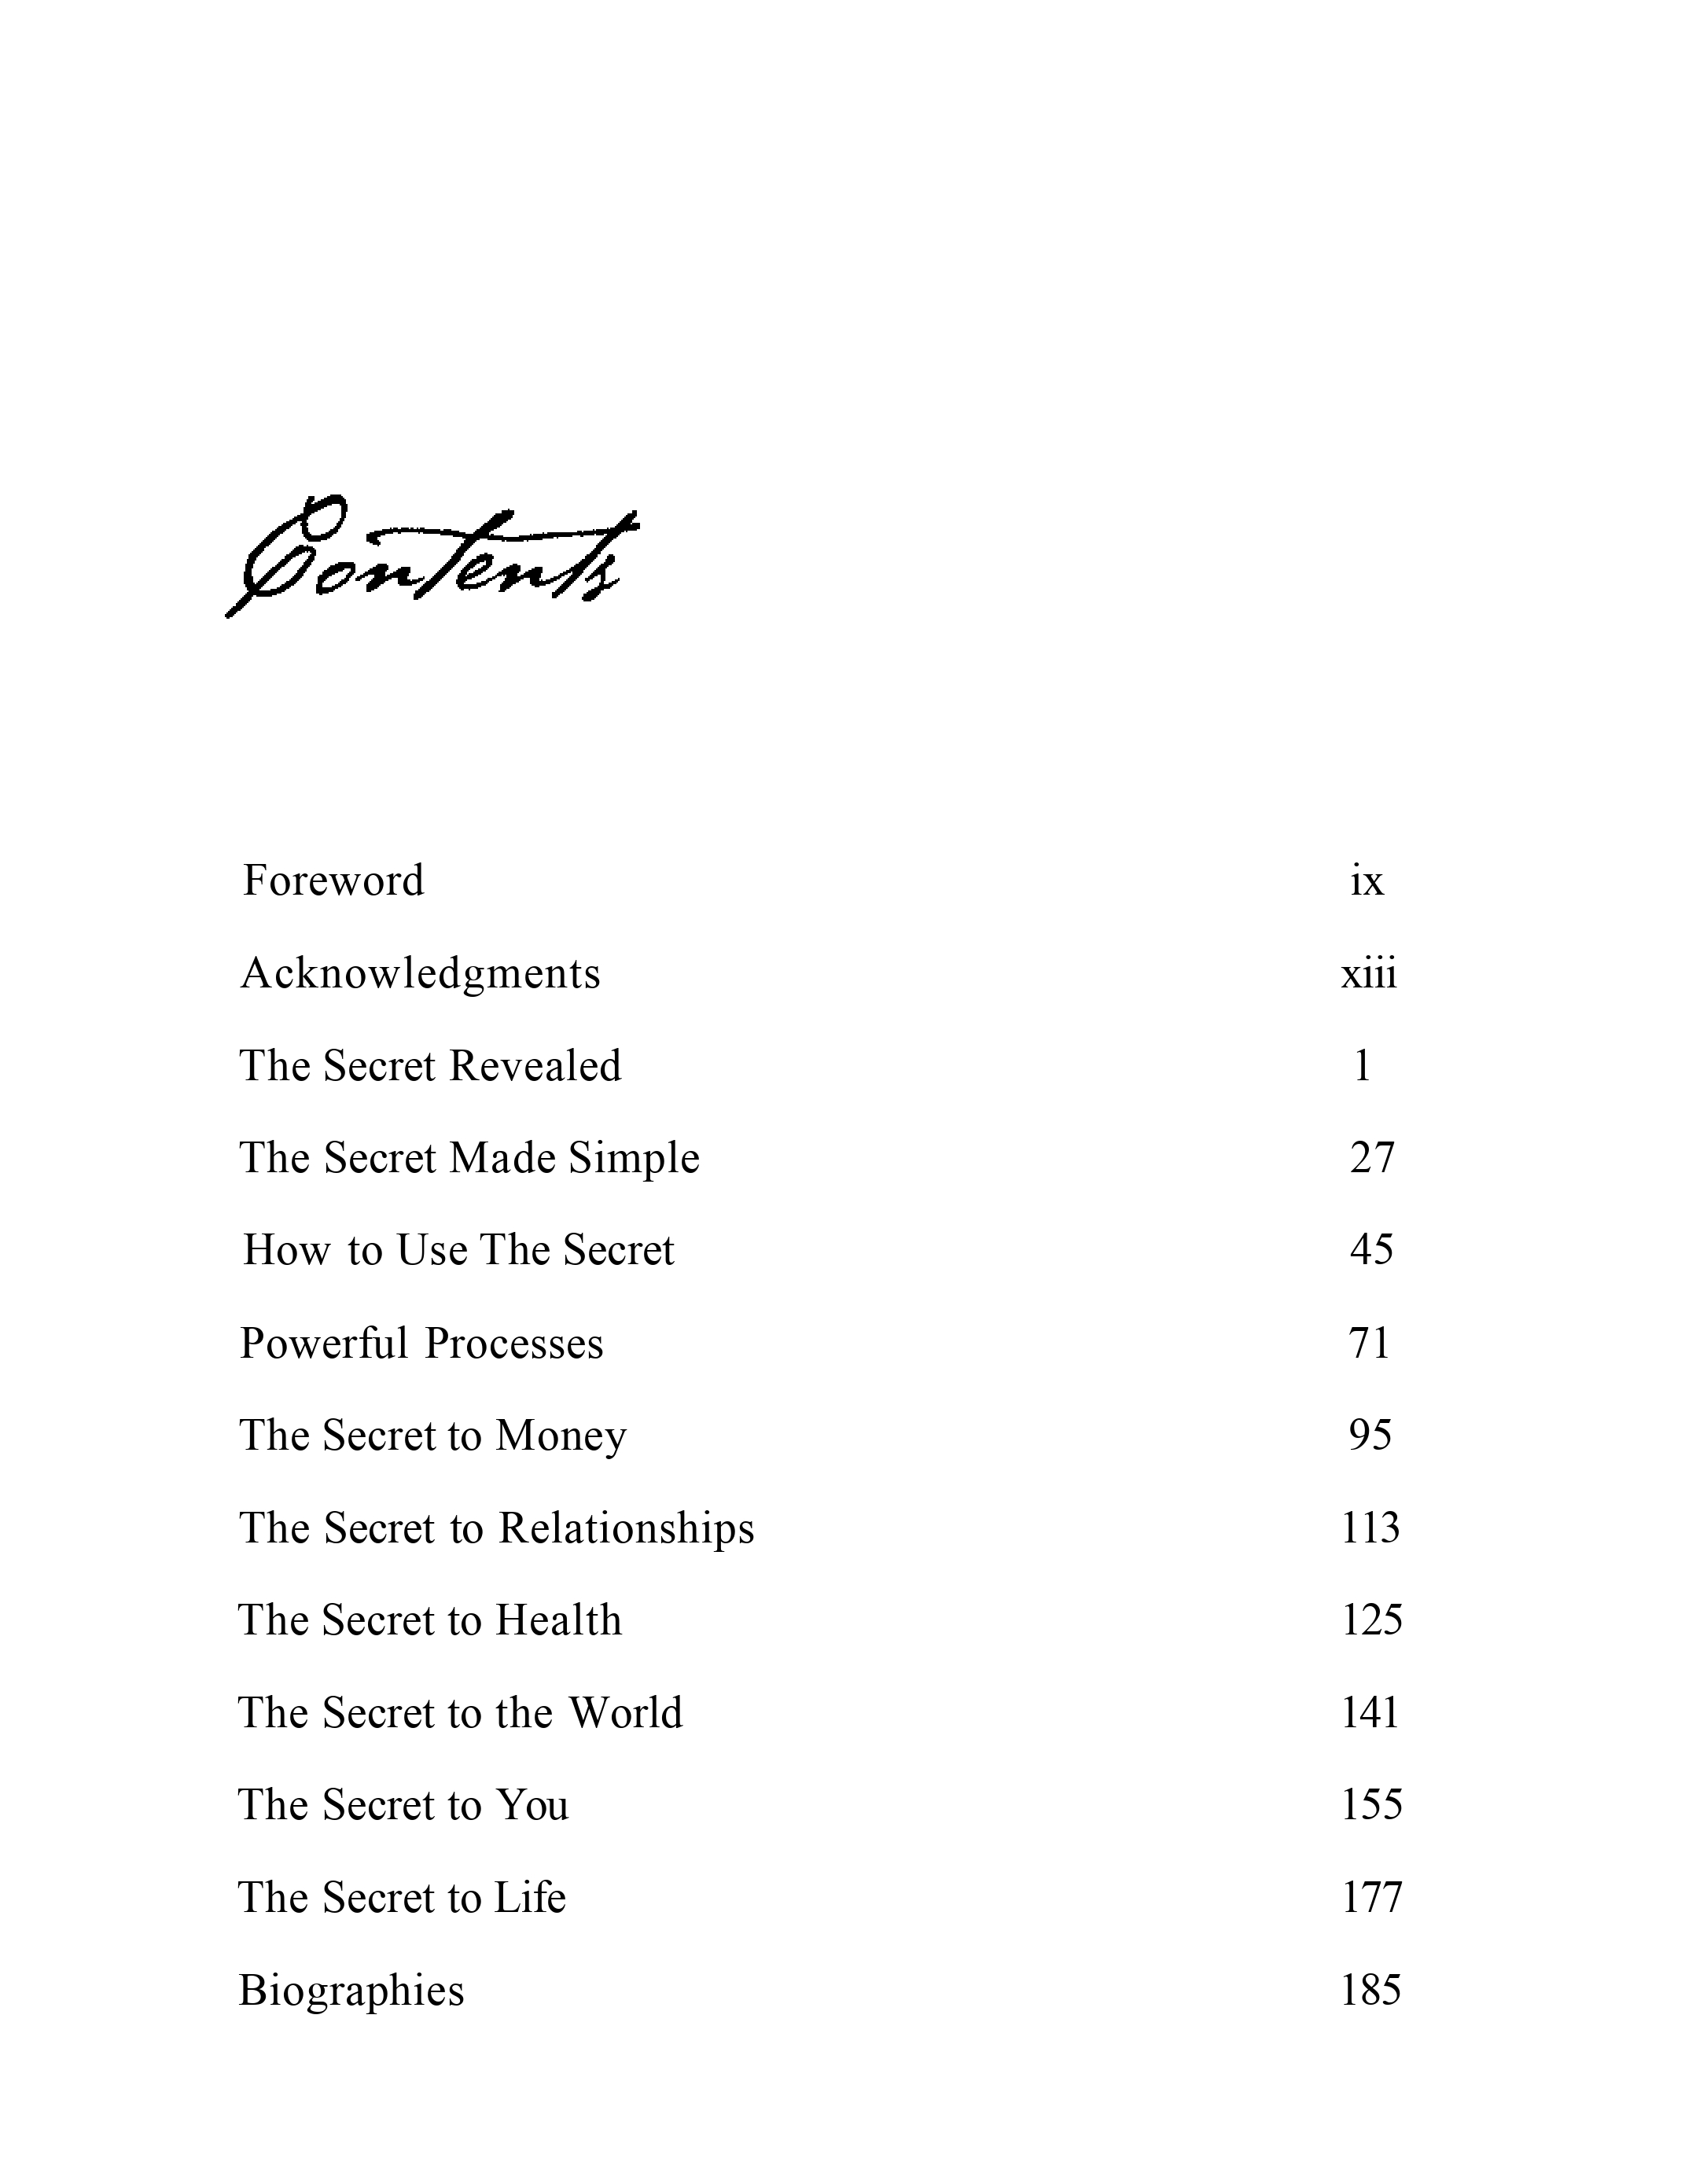 Contents
Foreword ix
Acknowledgments xiii
The Secret Revealed 1
The Secret Made Simple 27
How to Use The Secret 45
Powerful Processes 71
The Secret to Money 95
The Secret to Relationships 113
The Secret to Health 125
The Secret to the World 141
The Secret to You 155
The Secret to Life 177
Biographies 185